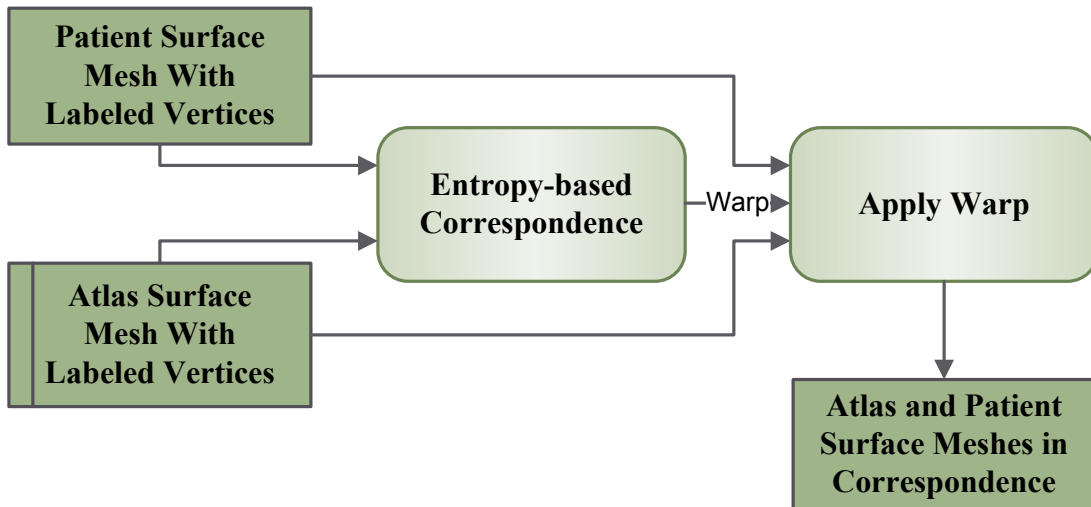 Patient Surface
Mesh With
Labeled Vertices
Entropy-based
Correspondence
Warp
Apply Warp
Atlas Surface
Mesh With
Labeled Vertices
Atlas and Patient
Surface Meshes in
Correspondence